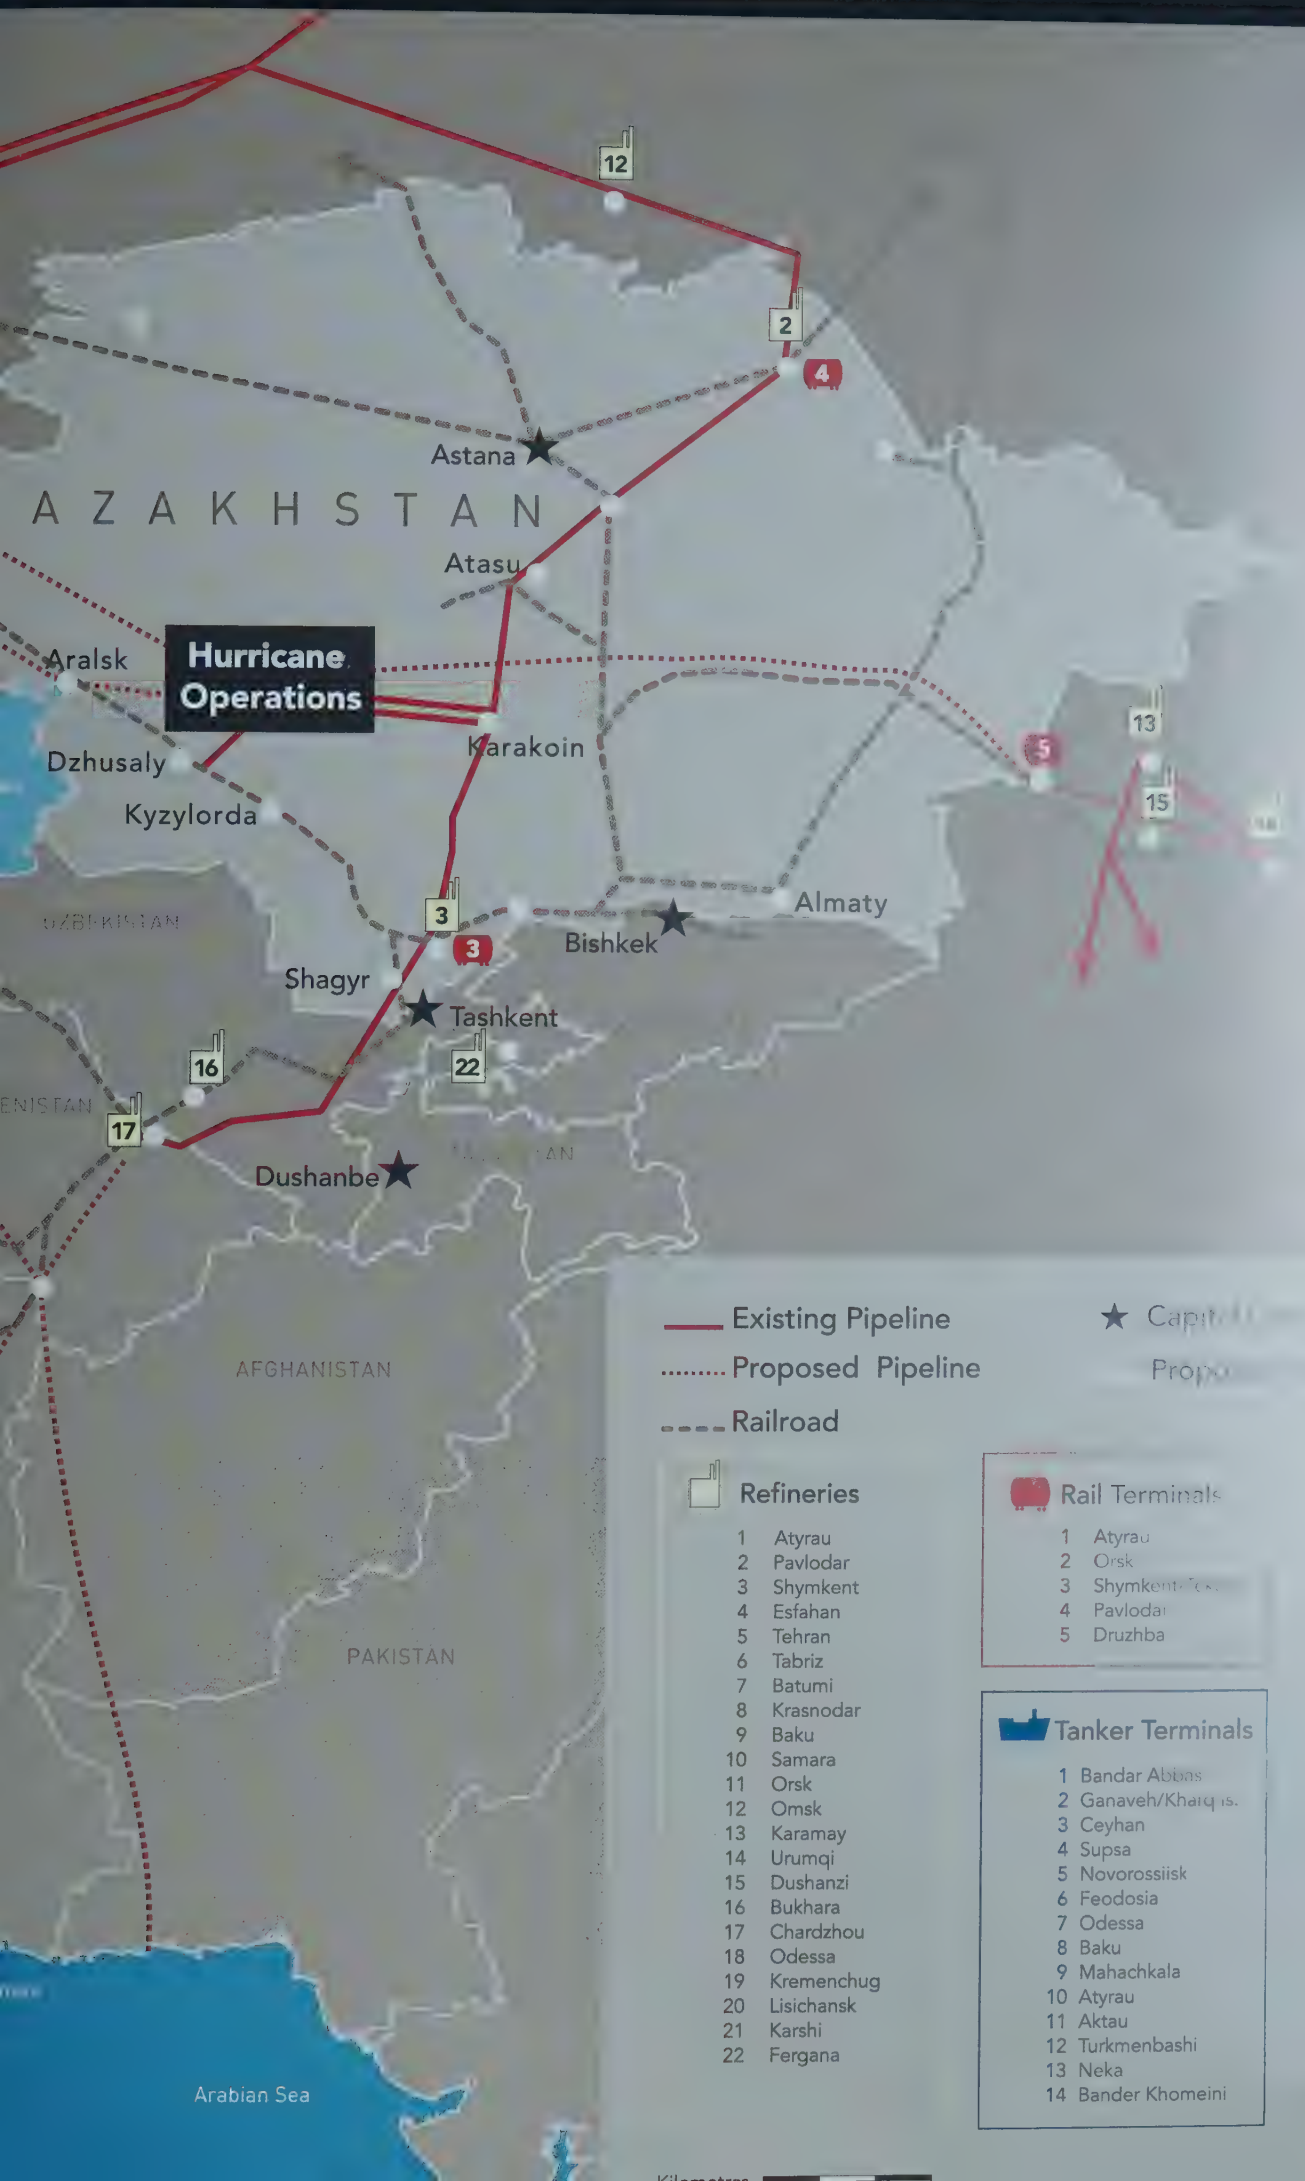 12
2
4
Astana
AZAKHSTAN
Atasu
Aralsk
Hurricane
Operations
13
5
Karakoin
Dzhusaly
15
Kyzylorda
3
Almaty
UZBEKISTAN
Bishkek
3
Shagyr
Tashkent
16
22
ENISTAN
17
Dushanbe
Existing Pipeline
Proposed Pipeline
Railroad
AFGHANISTAN
PAKISTAN
Arabian Sea
Refineries
1 Atyrau
2 Pavlodar
3 Shymkent
4 Esfahan
5 Tehran
6 Tabriz
7 Batumi
8 Krasnodar
9 Baku
10 Samara
11 Orsk
12 Omsk
13 Karamay
14 Urumqi
15 Dushanzi
16 Bukhara
17 Chardzhou
18 Odessa
19 Kremenchug
20 Lisichansk
21 Karshi
22 Fergana
Rail Terminals
1 Atyrau
2 Orsk
3
4 Pavlodar
5 Druzhba
Tanker Terminals
1 Bandar Abbas
2 Ganaveh/Kharq is.
3 Ceyhan
4 Supsa
5 Novorossiisk
6 Feodosia
7 Odessa
8 Baku
9 Mahachkala
10 Atyrau
11 Aktau
12 Turkmenbashi
13 Neka
14 Bander Khomeini